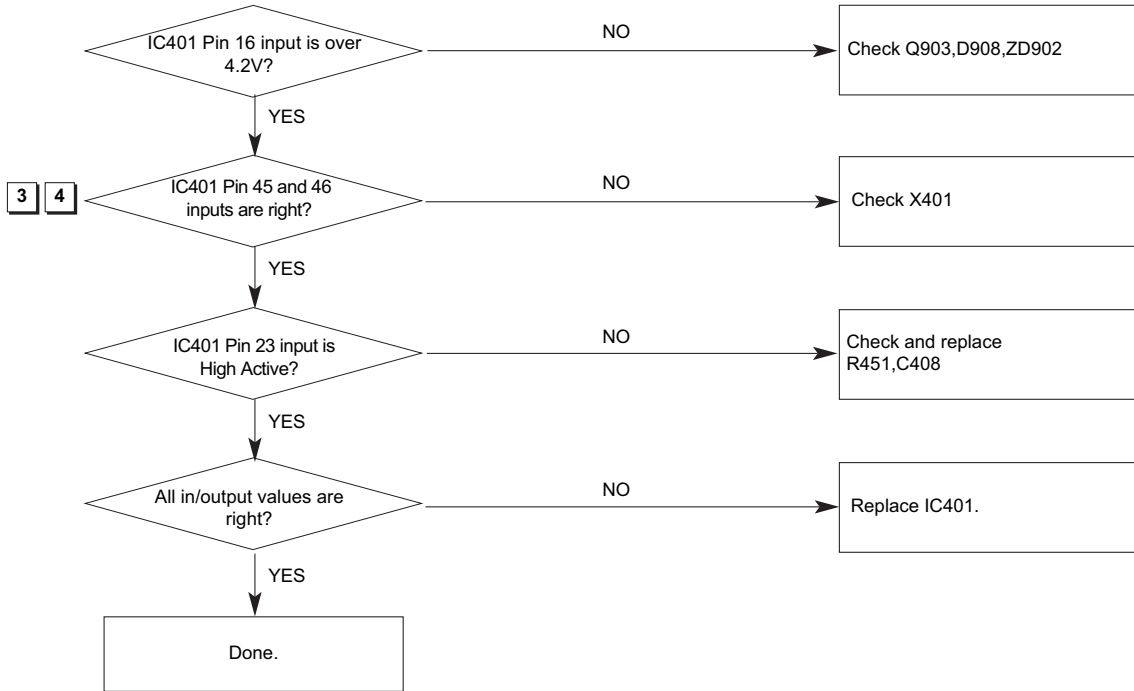 IC401 Pin 16 input is over
4.2V?
NO
Check Q903,D908,ZD902
YES
3 4
IC401 Pin 45 and 46
inputs are right?
NO
Check X401
YES
IC401 Pin 23 input is
High Active?
NO
Check and replace
R451,C408
YES
All in/output values are
right?
NO
Replace IC401.
YES
Done.